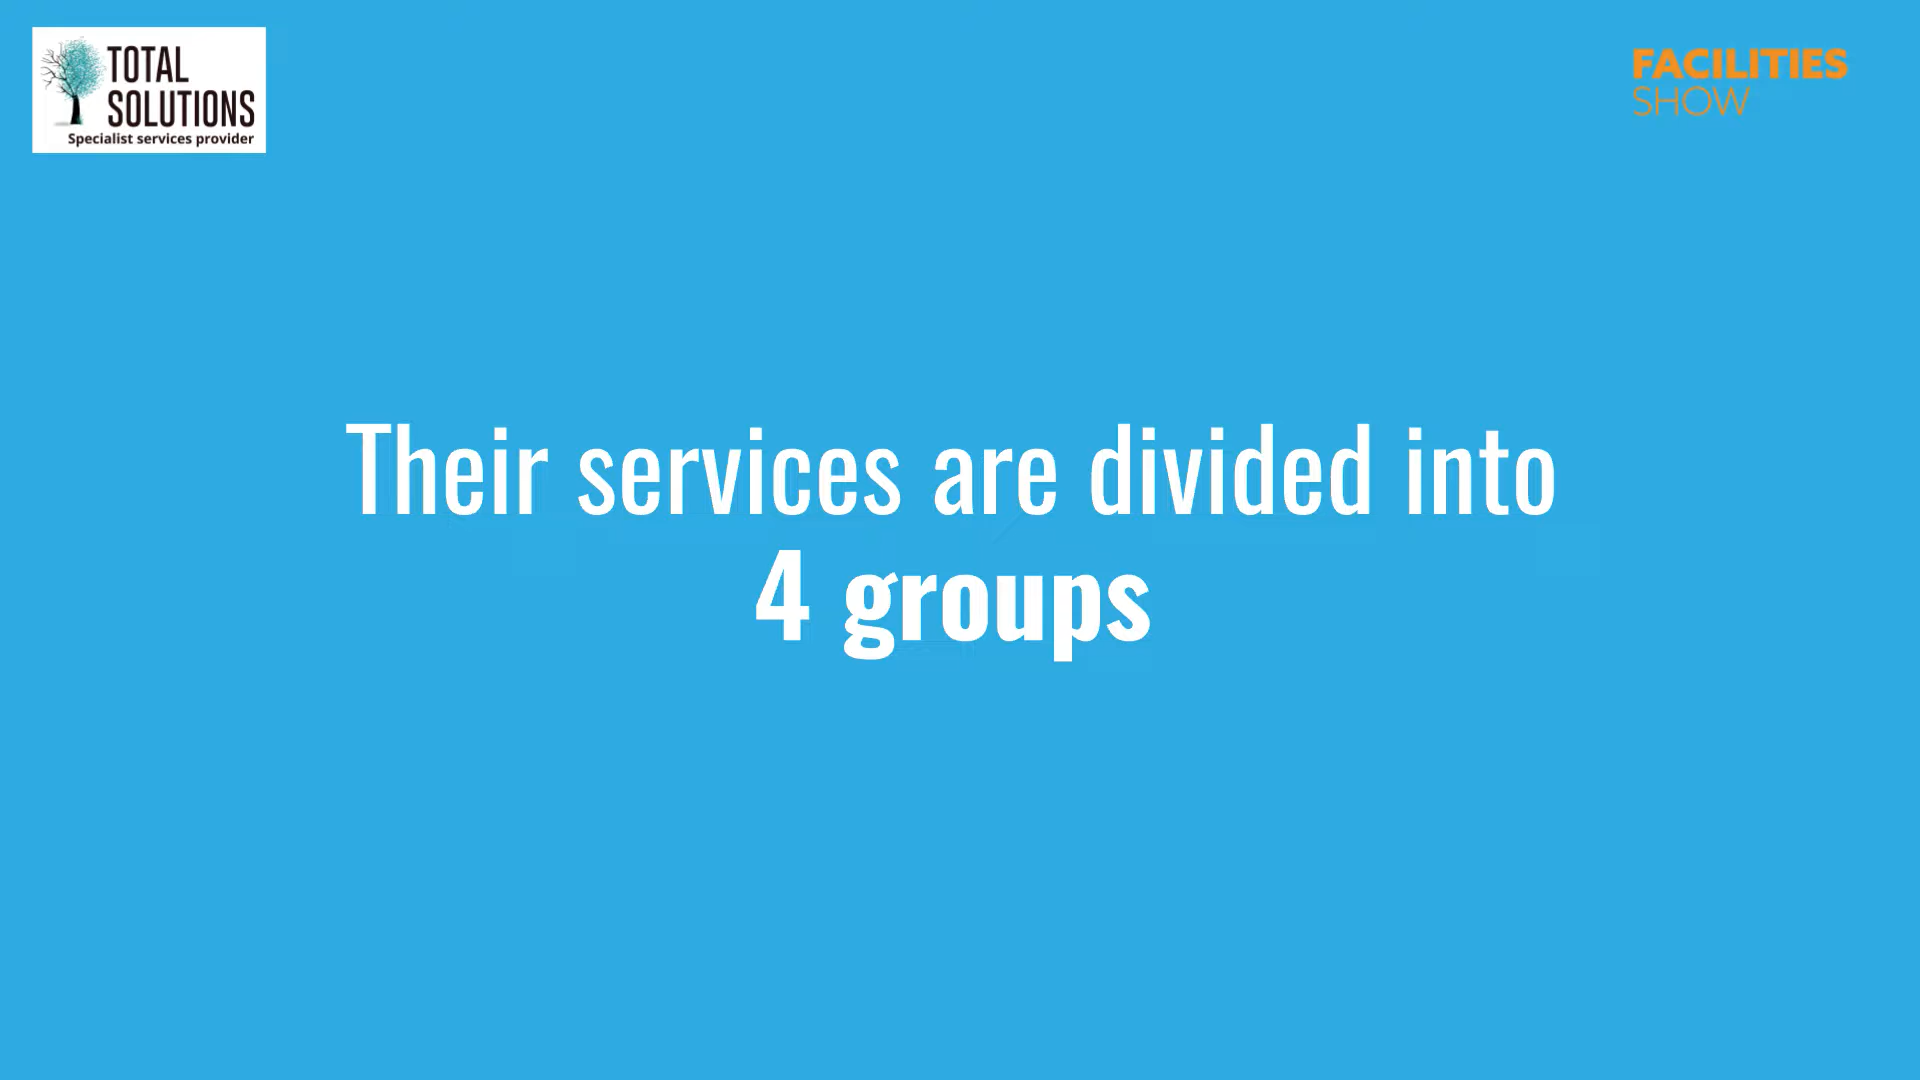 TOTAL
SOLUTIONS
Specialist services provider
FACILITIES
SHOW
Their services are divided into
4 groups